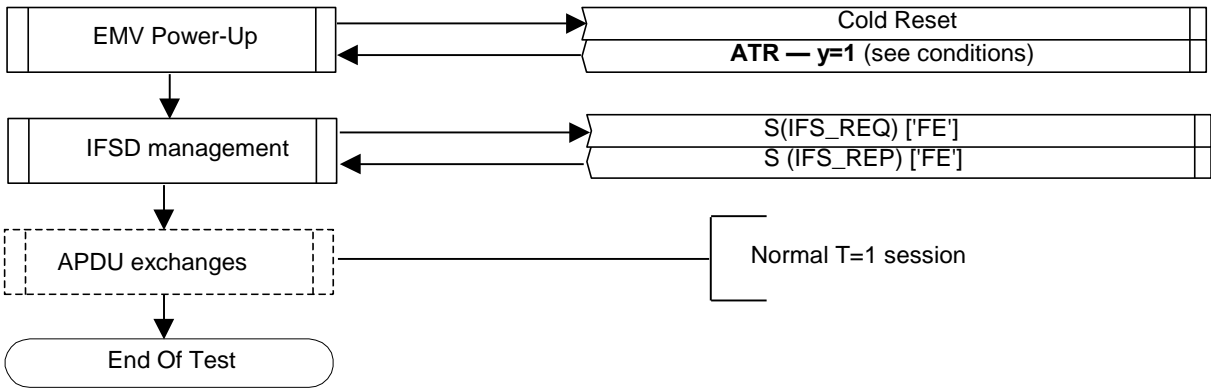 EMV Power-Up
Cold Reset
ATR — y=1 (see conditions)
IFSD management
S(IFS_REQ) ['FE']
S (IFS_REP) ['FE']
APDU exchanges
Normal T=1 session
End Of Test